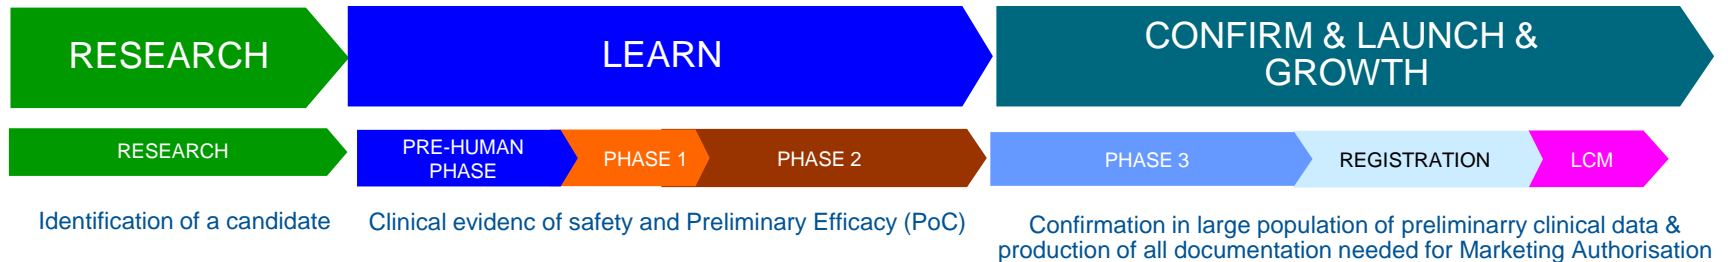 RESEARCH
LEARN
CONFIRM & LAUNCH &
GROWTH
RESEARCH
PRE-HUMAN
PHASE
PHASE 1
PHASE 2
PHASE 3
REGISTRATION
LCM
Identification of a candidate
Clinical evidenc of safety and Preliminary Efficacy (PoC)
Confirmation in large population of preliminarry clinical data &
production of all documentation needed for Marketing Authorisation